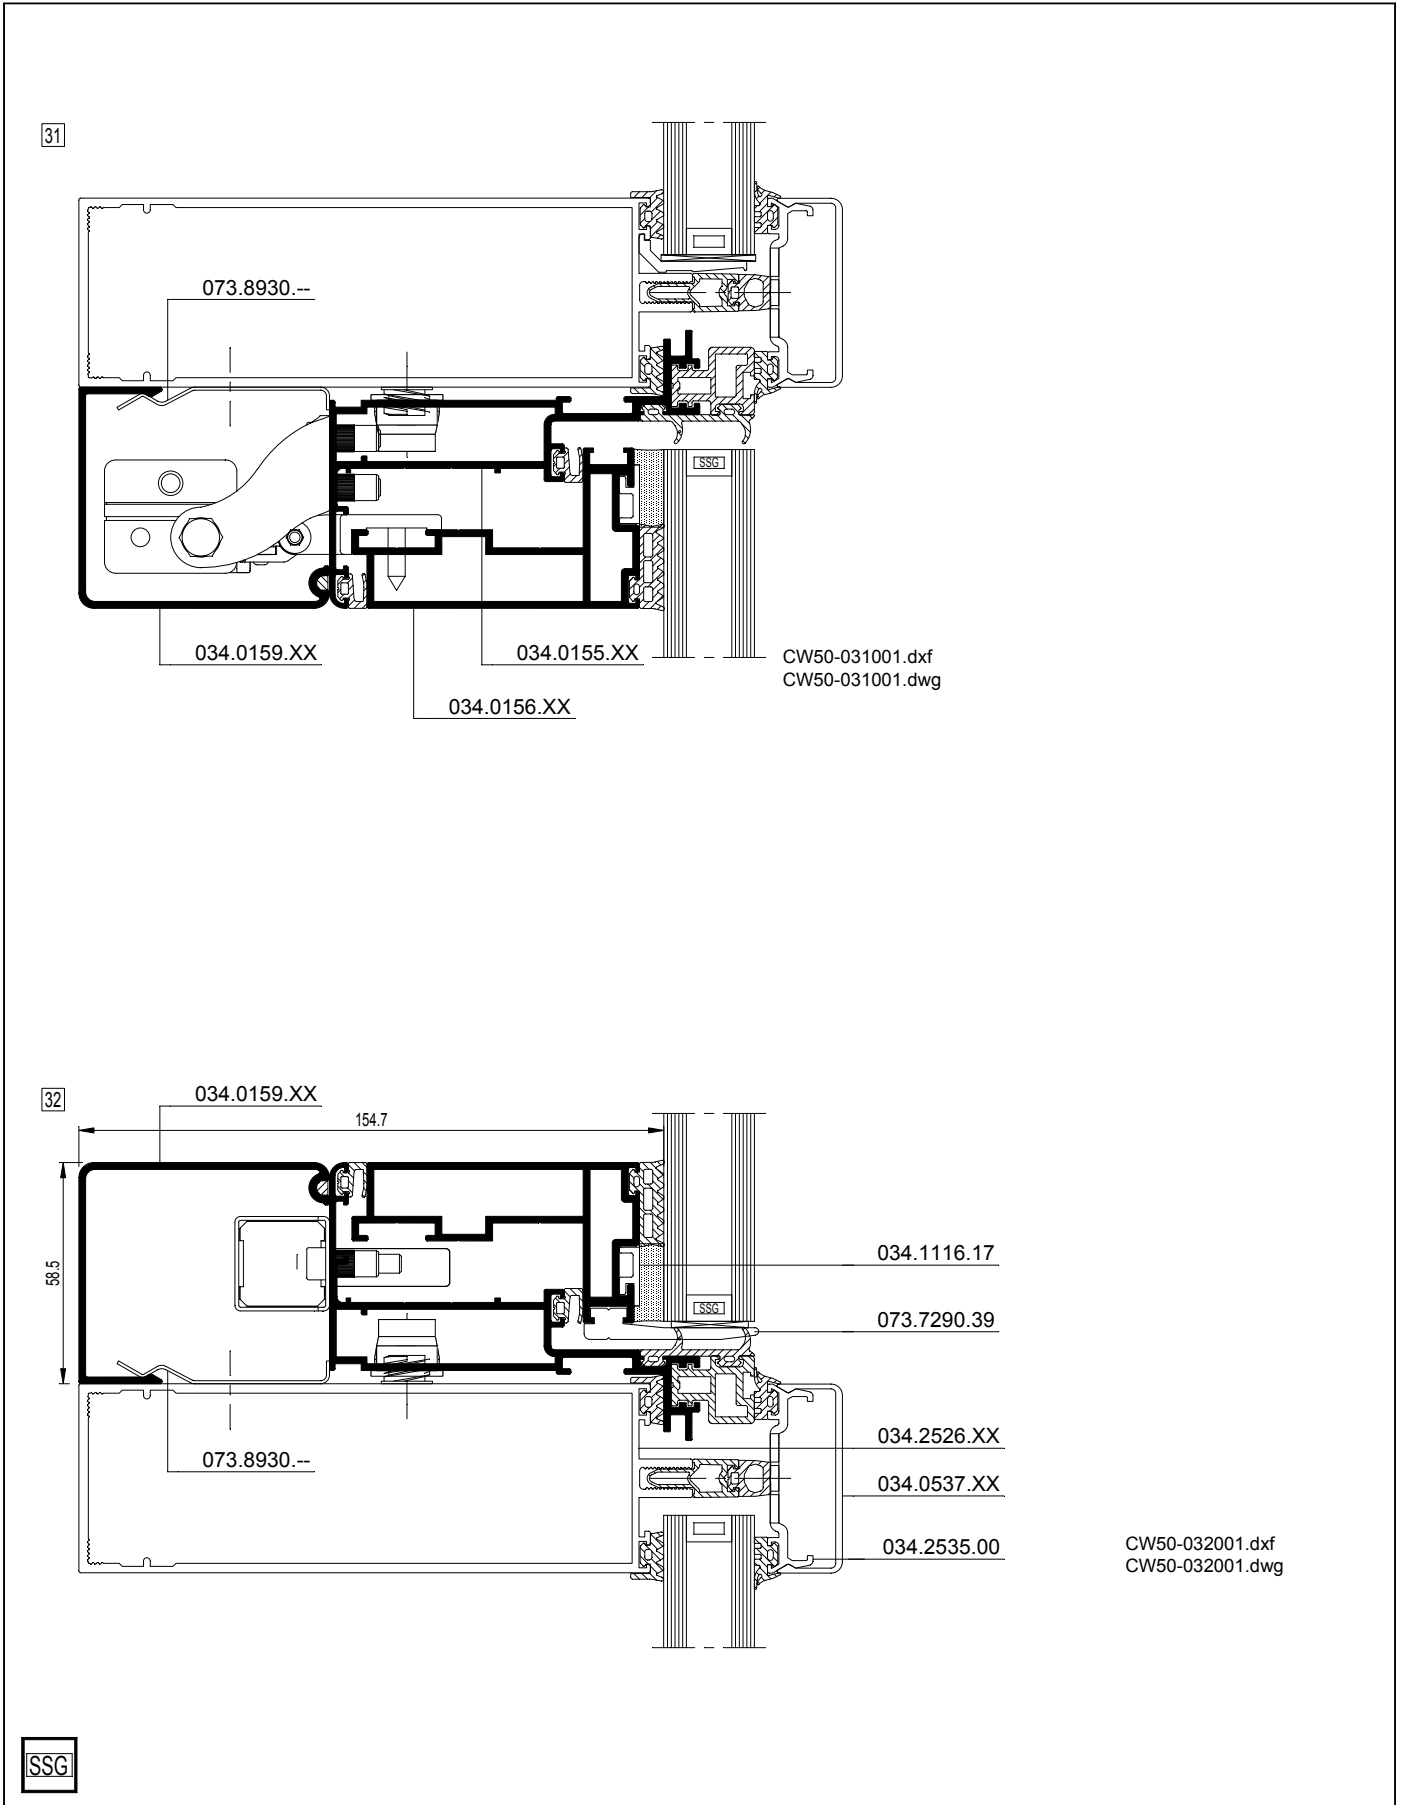 31
073.8930.--
SSG
034.0159.XX
034.0155.XX
CW50-031001.dxf
CW50-031001.dwg
034.0156.XX
32
034.0159.XX
154.7
58.5
034.1116.17
SSG
073.7290.39
034.2526.XX
073.8930.--
034.0537.XX
034.2535.00
CW50-032001.dxf
CW50-032001.dwg
SSG